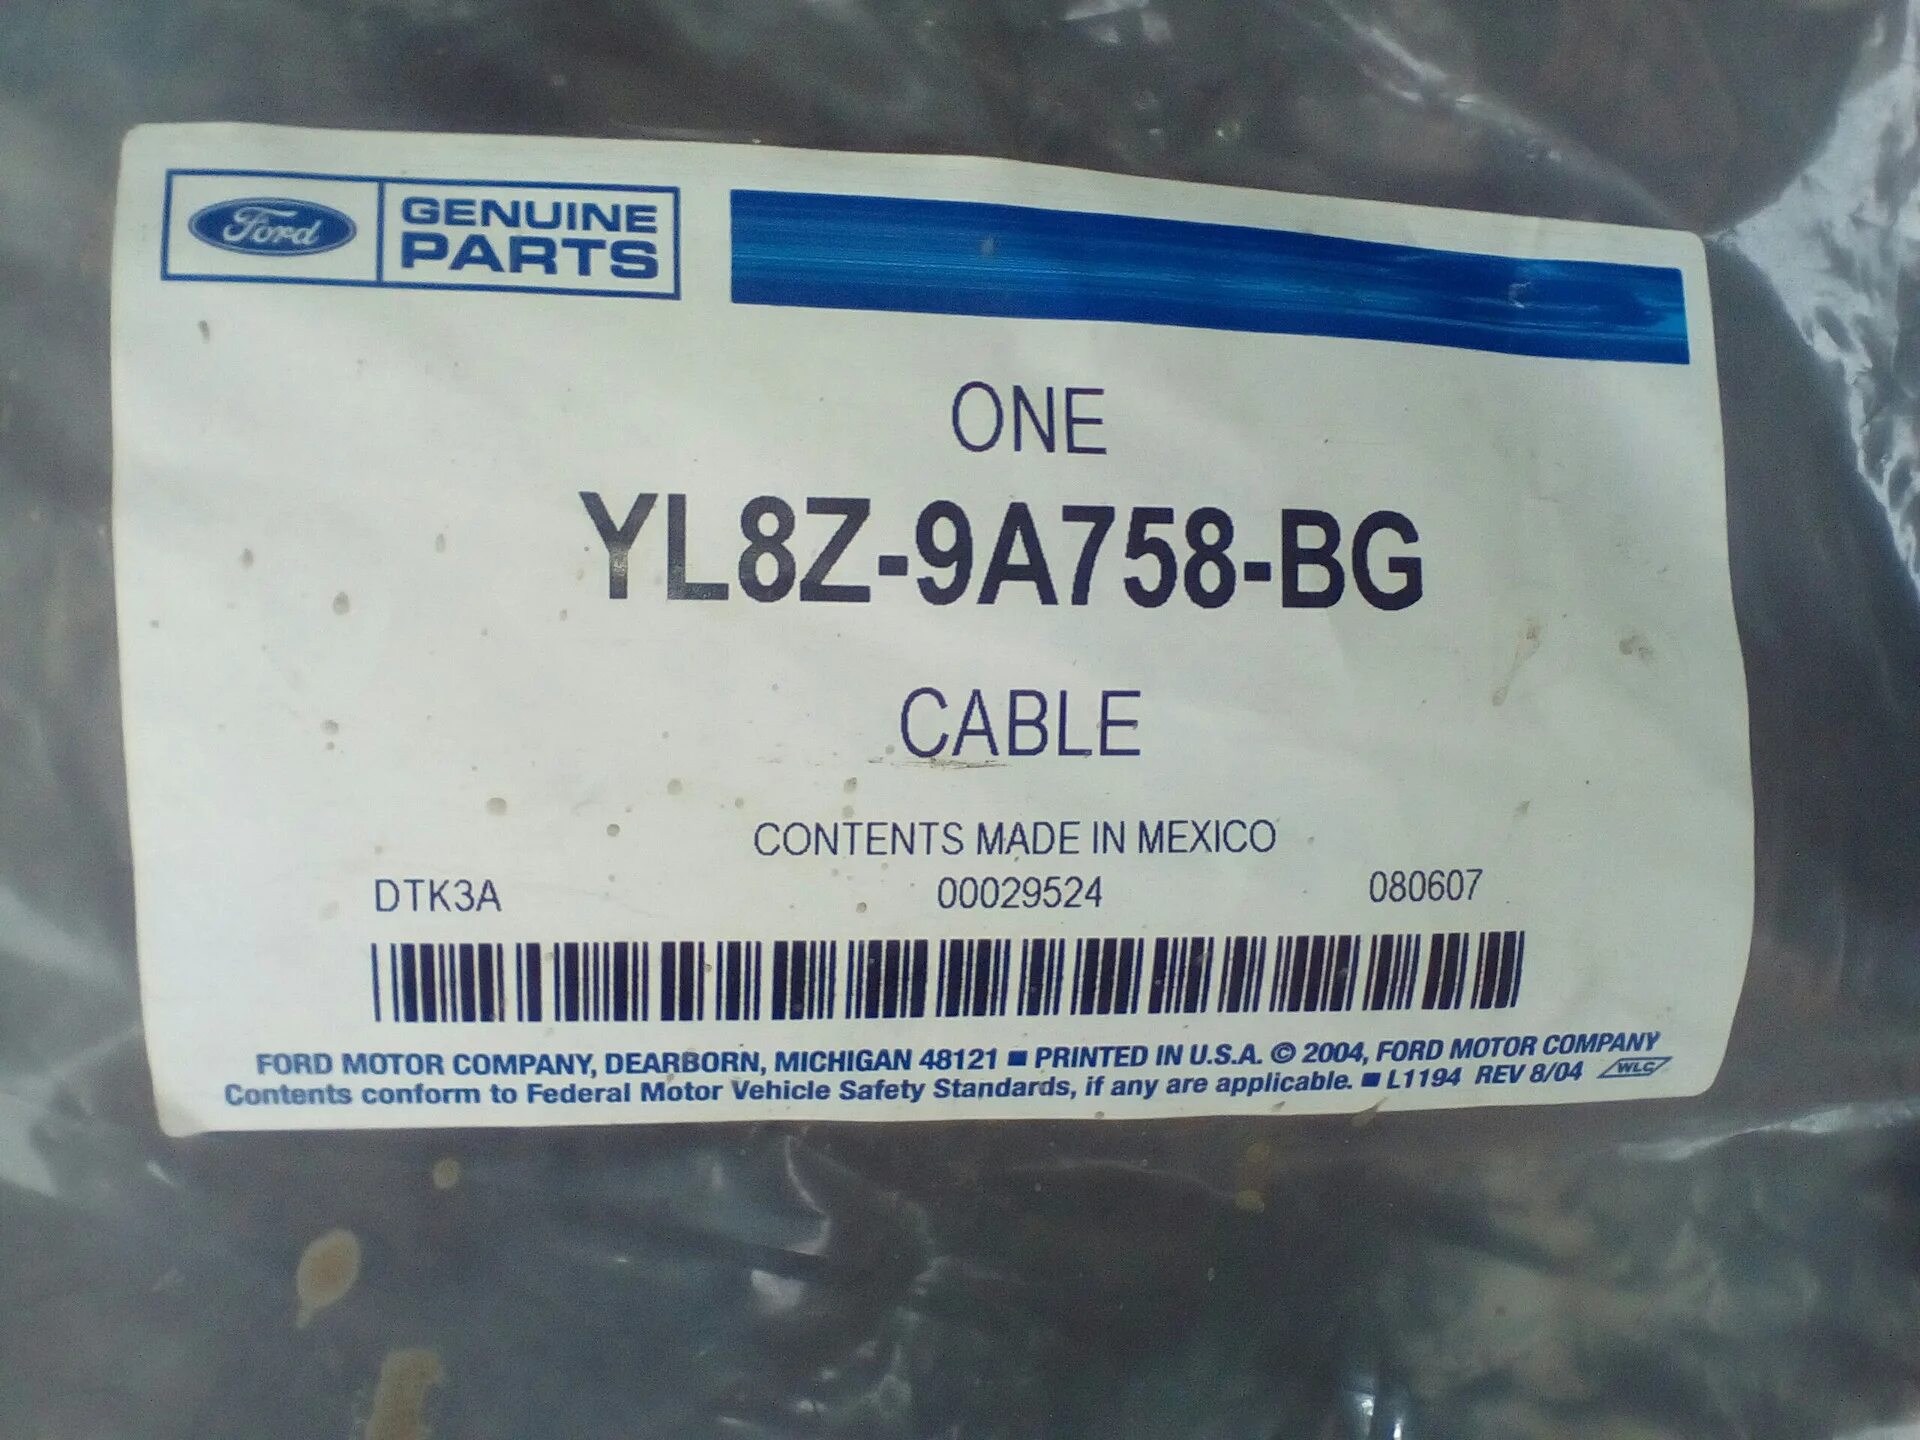 Ford GENUINE
PARTS
ONE
YL8Z-9A758-BG
CABLE
CONTENTS MADE IN MEXICO
DTK3A 00029524 080607
FORD MOTOR COMPANY, DEARBORN, MICHIGAN 48121 ■ PRINTED IN U.S.A. © 2004, FORD MOTOR COMPANY
Contents conform to Federal Motor Vehicle Safety Standards, if any are applicable. ■ L1194 REV 8/04 WLC